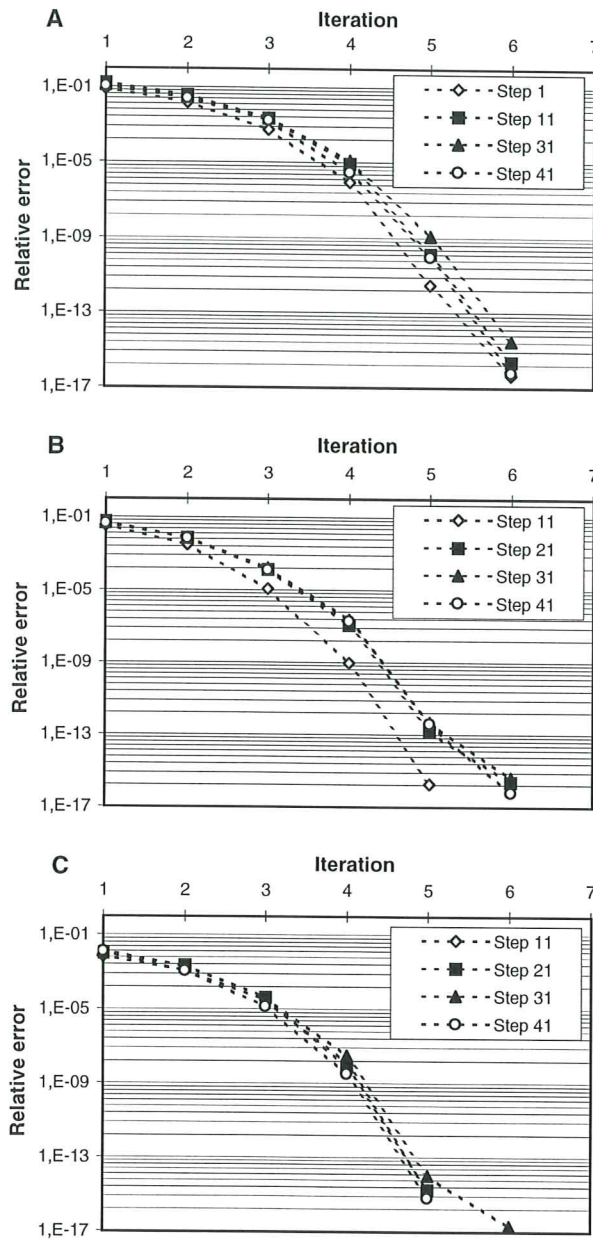 A
Iteration
1 2 3 4 5 6 7
1,E-01
1,E-05
1,E-09
1,E-13
1,E-17
Relative error
Step 1
Step 11
Step 31
Step 41
B
Iteration
1 2 3 4 5 6 7
1,E-01
1,E-05
1,E-09
1,E-13
1,E-17
Relative error
Step 11
Step 21
Step 31
Step 41
C
Iteration
1 2 3 4 5 6 7
1,E-01
1,E-05
1,E-09
1,E-13
1,E-17
Relative error
Step 11
Step 21
Step 31
Step 41